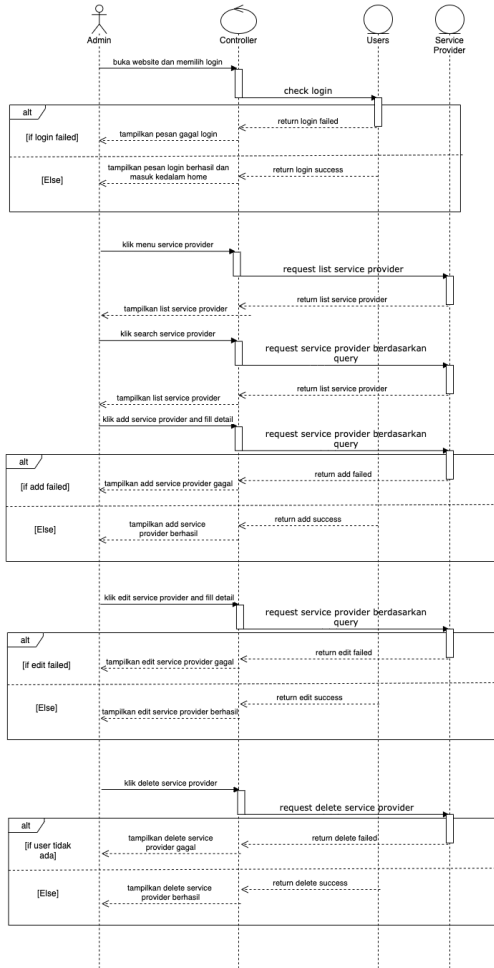 Admin
Controller
Users
Service
Provider
buka website dan memilih login
check login
alt
return login failed
[if login failed]
tampilkan pesan gagal login
tampilkan pesan login berhasil dan
masuk kedalam home
return login success
[Else]
klik menu service provider
request list service provider
return list service provider
tampilkan list service provider
klik search service provider
request service provider berdasarkan
query
return list service provider
tampilkan list service provider
klik add service provider and fill detail
request service provider berdasarkan
query
alt
return add failed
[if add failed]
tampilkan add service provider gagal
return add success
[Else]
tampilkan add service
provider berhasil
klik edit service provider and fill detail
request service provider berdasarkan
query
alt
return edit failed
[if edit failed]
tampilkan edit service provider gagal
return edit success
[Else]
tampilkan edit service provider berhasil
klik delete service provider
request delete service provider
alt
return delete failed
[if user tidak
ada]
tampilkan delete service
provider gagal
return delete success
[Else]
tampilkan delete service
provider berhasil